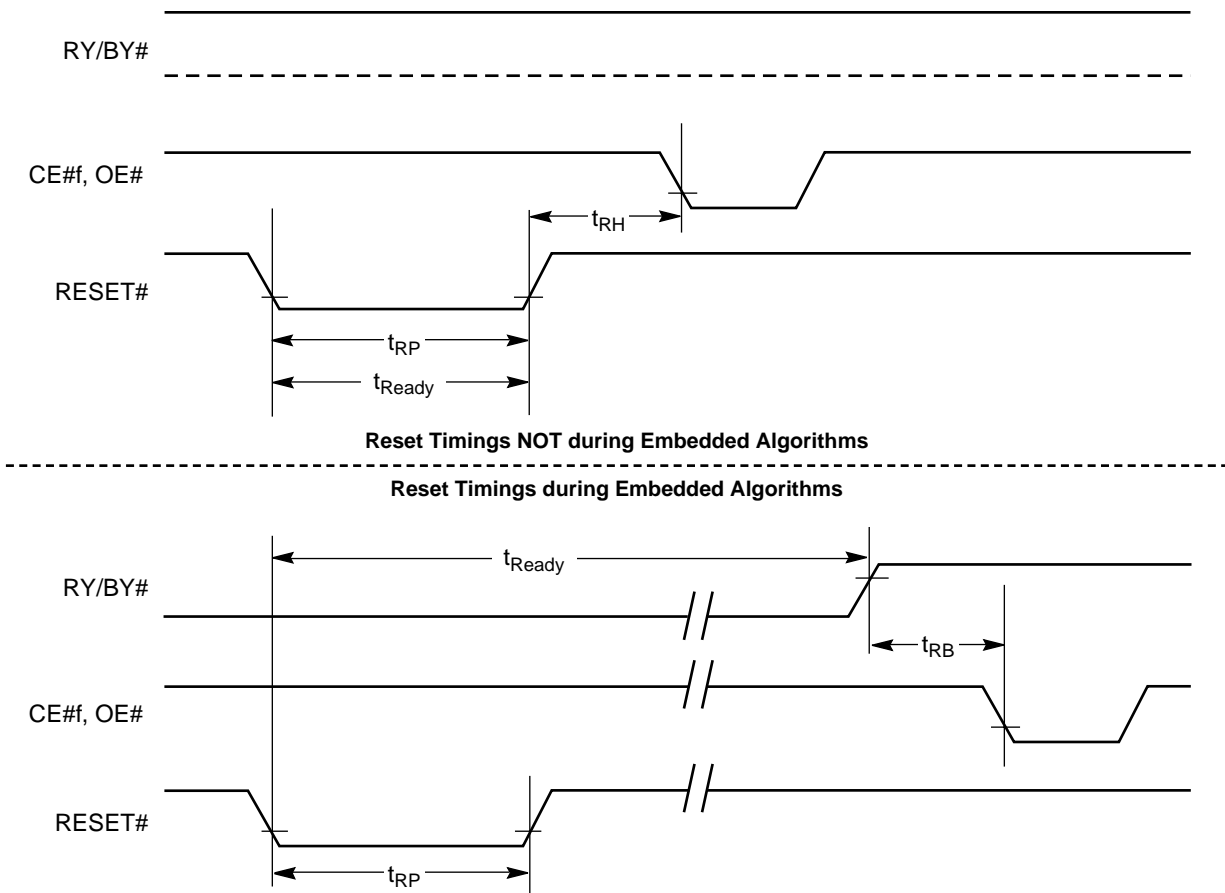 RY/BY#
CE#f, OE#
tRH
RESET#
tRP
tReady
Reset Timings NOT during Embedded Algorithms
Reset Timings during Embedded Algorithms
tReady
RY/BY#
tRB
CE#f, OE#
RESET#
tRP